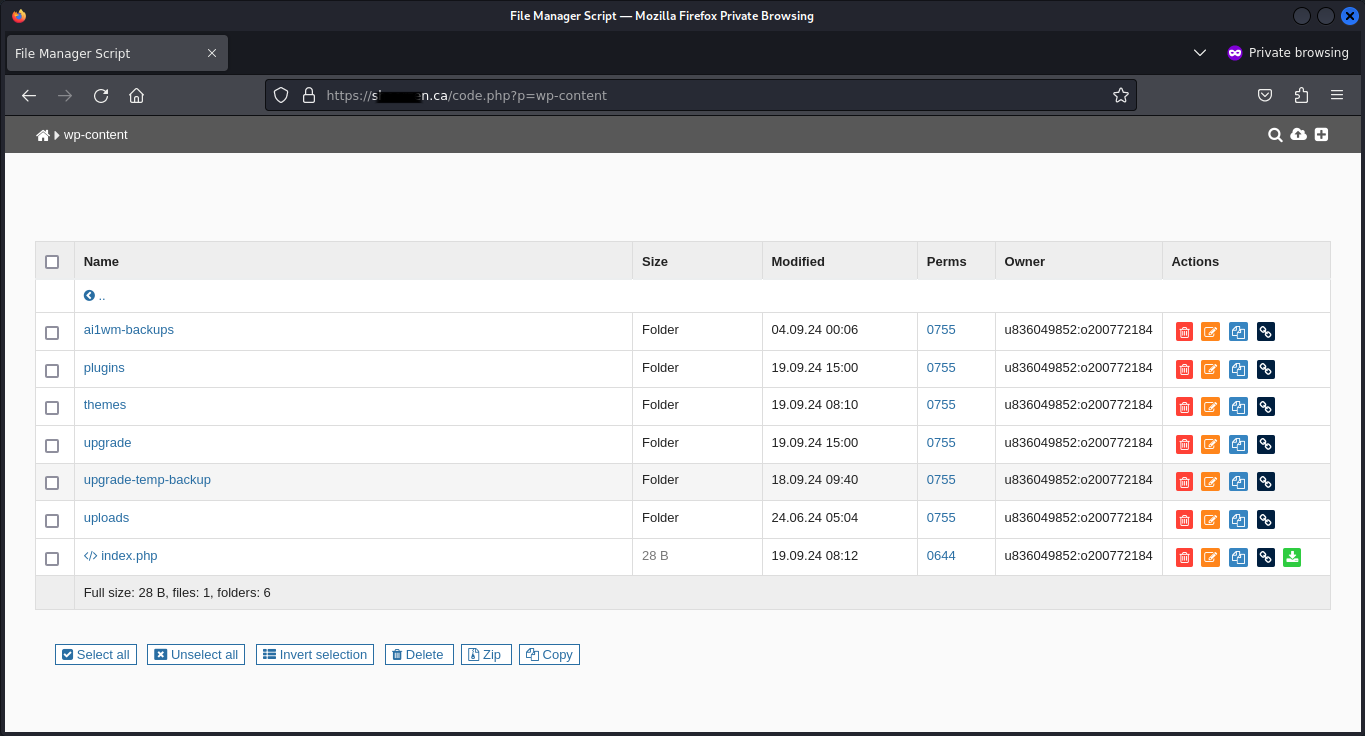 File Manager Script — Mozilla Firefox Private Browsing
File Manager Script
Private browsing
https://s n.ca/code.php?p=wp-content
wp-content
Name Size Modified Perms Owner Actions
..
ai1wm-backups Folder 04.09.24 00:06 0755 u836049852:o200772184
plugins Folder 19.09.24 15:00 0755 u836049852:o200772184
themes Folder 19.09.24 08:10 0755 u836049852:o200772184
upgrade Folder 19.09.24 15:00 0755 u836049852:o200772184
upgrade-temp-backup Folder 18.09.24 09:40 0755 u836049852:o200772184
uploads Folder 24.06.24 05:04 0755 u836049852:o200772184
</> index.php 28 B 19.09.24 08:12 0644 u836049852:o200772184
Full size: 28 B, files: 1, folders: 6
Select all Unselect all Invert selection Delete Zip Copy